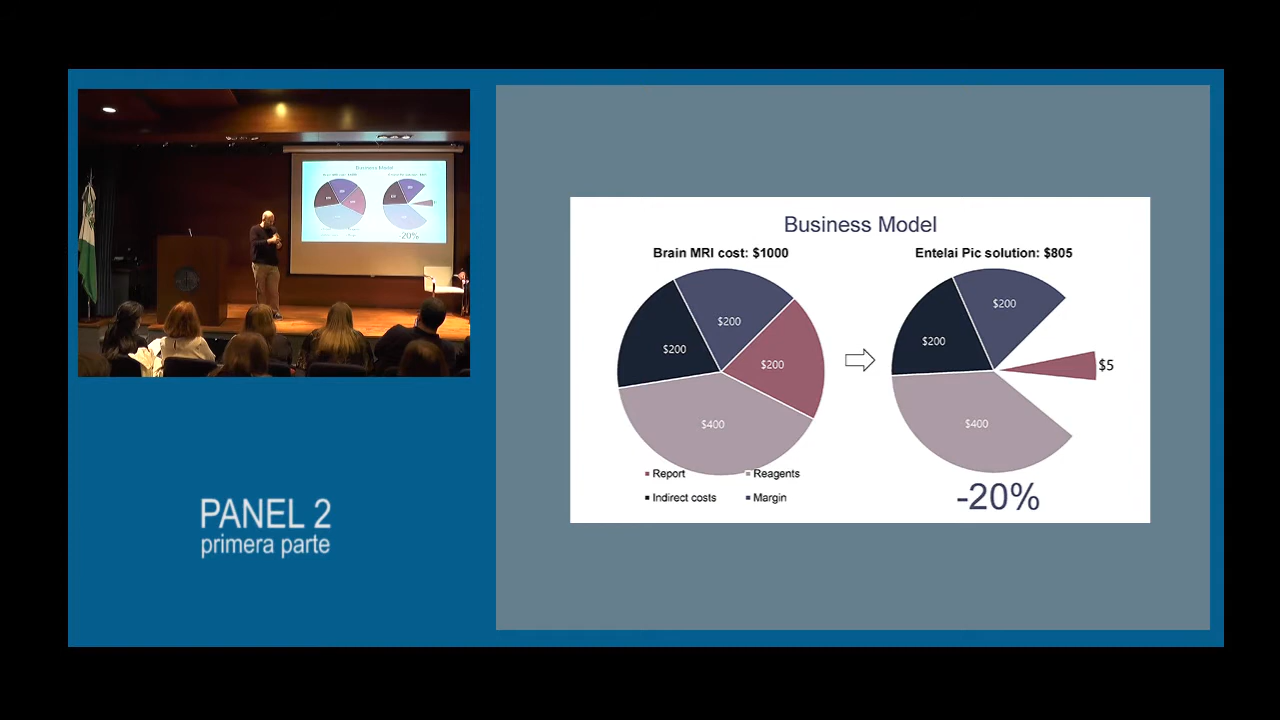 Business Model
Brain MRI cost: $1000
Entelai Pic solution: $805
$200
$200
$200
$400
$200
$200
$5
$400
Report
Reagents
Indirect costs
Margin
-20%
PANEL 2
primera parte